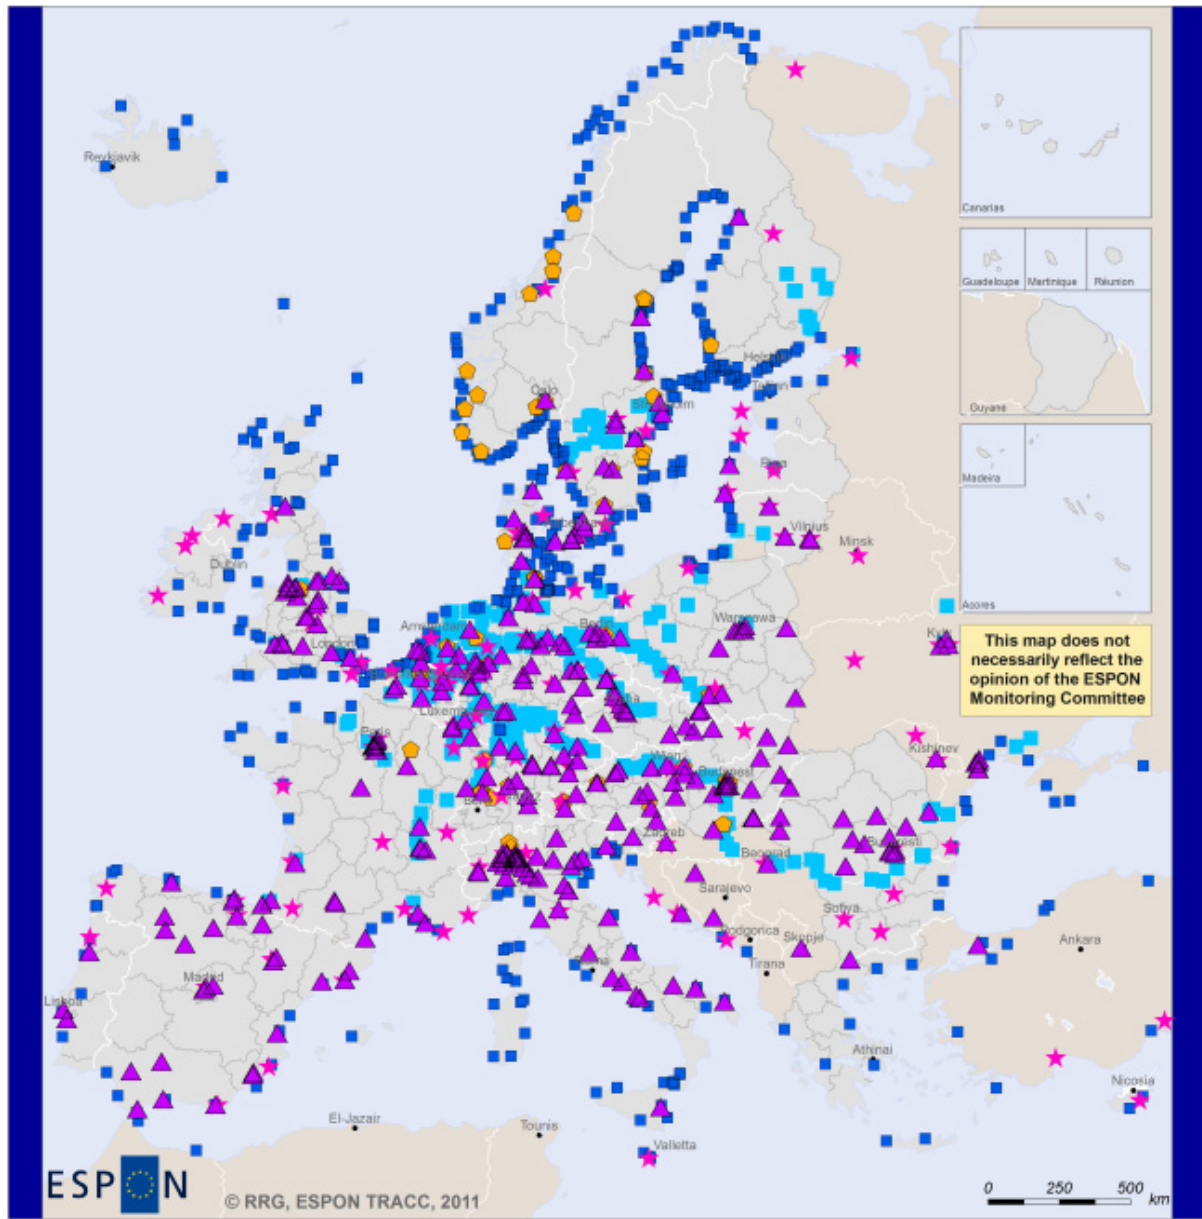 Reykjavik
Canarias
Guadeloupe
Martinique
Réunion
Helsinki
Tallinn
Guyane
Oslo
Stockholm
Madeira
Riga
Vilnius
Minsk
Dublin
Acores
Amsterdam
Berlin
Warszawa
London
Kyiv
This map does not
necessarily reflect the
opinion of the ESPON
Monitoring Committee
Luxembourg
Paris
Kishinev
Wien
Budapest
Zagreb
Bucuresti
Beograd
Sarajevo
Sofiya
Podgorica
Skopje
Ankara
Tirana
Madrid
Roma
Lisboa
Athinai
Nicosia
El-Jazair
Tounis
Valletta
ESPON
© RRG, ESPON TRACC, 2011
0 250 500
km